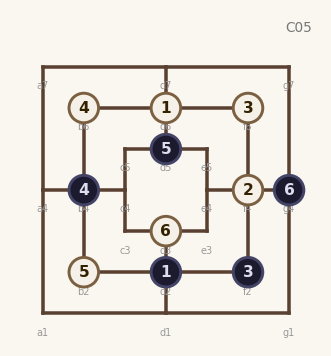 C05
a7 d7 g7
4 1 3
b6 d6 f6
5
c5 d5 e5
4 2 6
a4 b4 c4 e4 f4 g4
6
c3 d3 e3
5 1 3
b2 d2 f2
a1 d1 g1